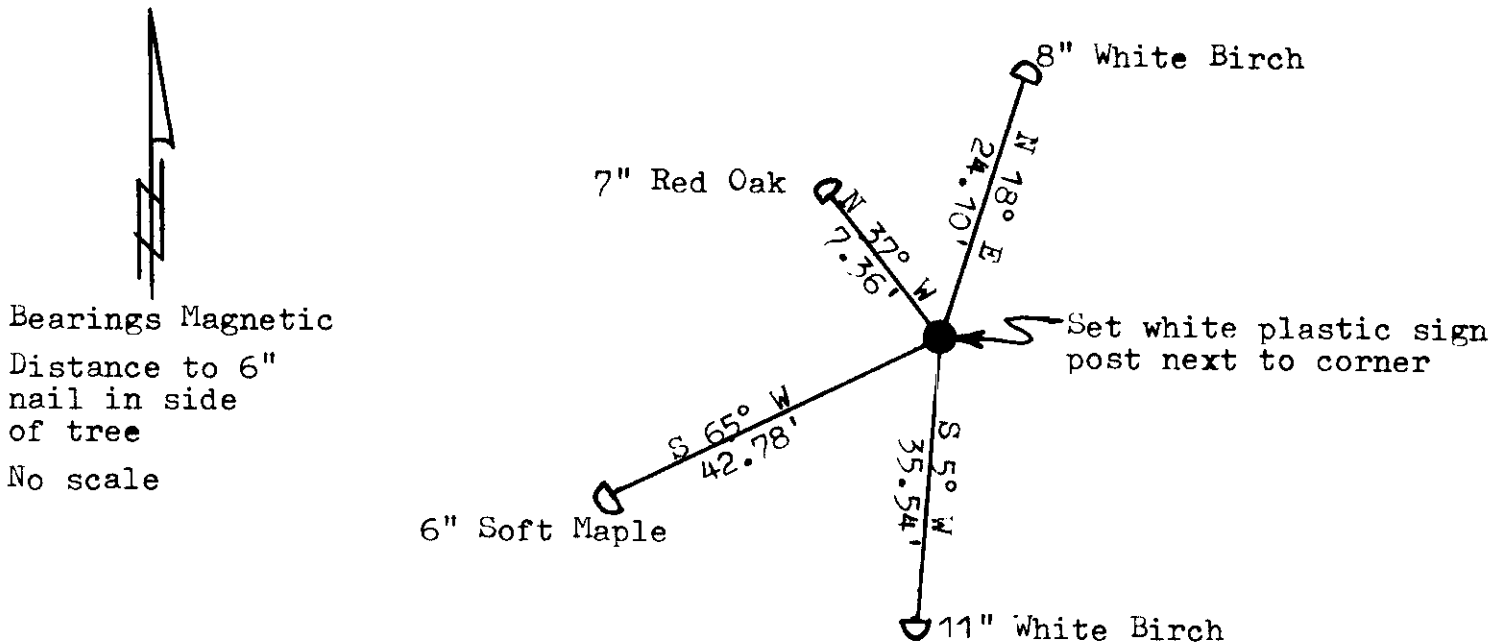 8" White Birch
N 18° E
24.10'
7" Red Oak
N 37° W
7.36'
Bearings Magnetic
Distance to 6"
nail in side
of tree
No scale
Set white plastic sign
post next to corner
S 65° W
42.78'
6" Soft Maple
S 5° W
35.54'
11" White Birch